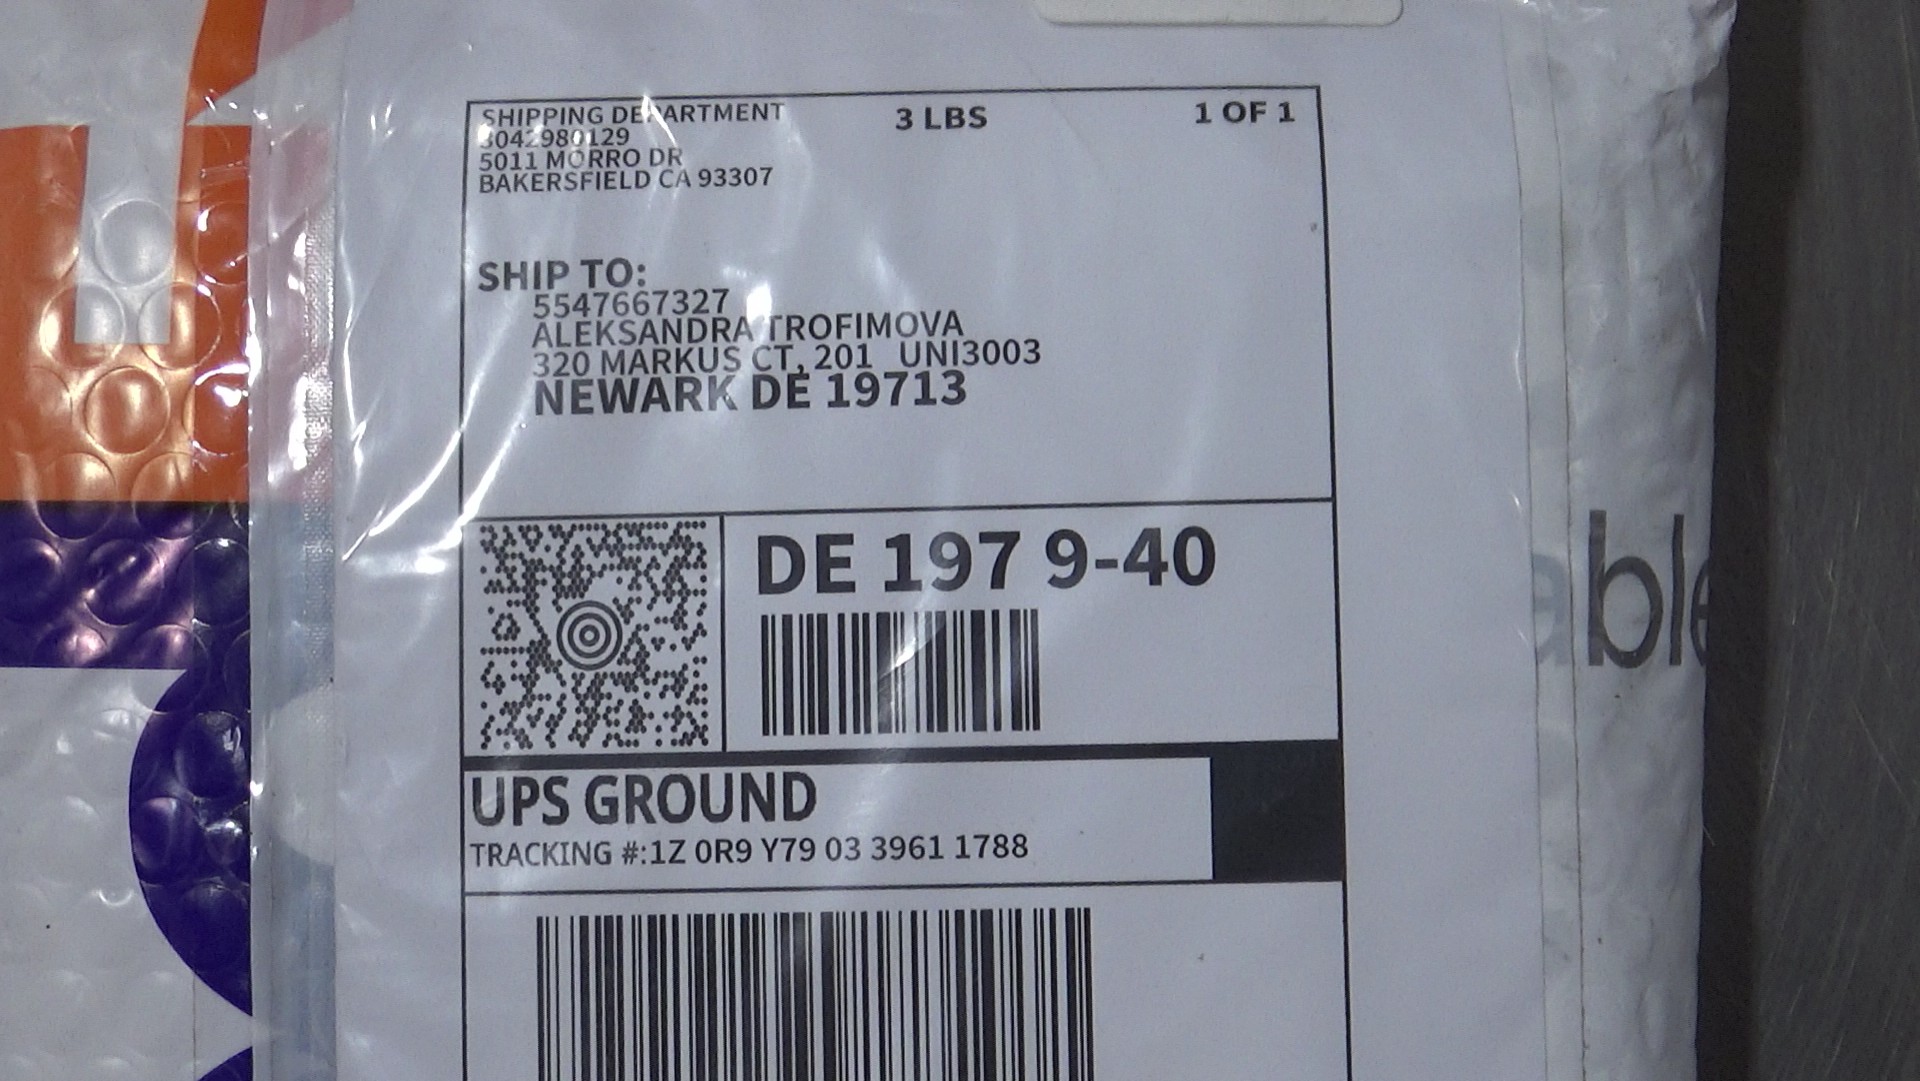 SHIPPING DEPARTMENT
3042980129
5011 MORRO DR
BAKERSFIELD CA 93307
3 LBS
1 OF 1
SHIP TO:
5547667327
ALEKSANDRA TROFIMOVA
320 MARKUS CT, 201 UNI3003
NEWARK DE 19713
DE 197 9-40
UPS GROUND
TRACKING #:1Z 0R9 Y79 03 3961 1788
able